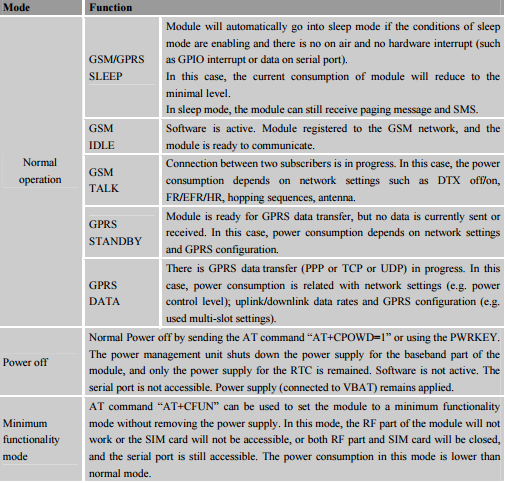 Mode Function
Normal
operation
GSM/GPRS
SLEEP
Module will automatically go into sleep mode if the conditions of sleep
mode are enabling and there is no on air and no hardware interrupt (such
as GPIO interrupt or data on serial port).
In this case, the current consumption of module will reduce to the
minimal level.
In sleep mode, the module can still receive paging message and SMS.
GSM
IDLE
Software is active. Module registered to the GSM network, and the
module is ready to communicate.
GSM
TALK
Connection between two subscribers is in progress. In this case, the power
consumption depends on network settings such as DTX off/on,
FR/EFR/HR, hopping sequences, antenna.
GPRS
STANDBY
Module is ready for GPRS data transfer, but no data is currently sent or
received. In this case, power consumption depends on network settings
and GPRS configuration.
GPRS
DATA
There is GPRS data transfer (PPP or TCP or UDP) in progress. In this
case, power consumption is related with network settings (e.g. power
control level); uplink/downlink data rates and GPRS configuration (e.g.
used multi-slot settings).
Power off
Normal Power off by sending the AT command “AT+CPOWD=1” or using the PWRKEY.
The power management unit shuts down the power supply for the baseband part of the
module, and only the power supply for the RTC is remained. Software is not active. The
serial port is not accessible. Power supply (connected to VBAT) remains applied.
Minimum
functionality
mode
AT command “AT+CFUN” can be used to set the module to a minimum functionality
mode without removing the power supply. In this mode, the RF part of the module will not
work or the SIM card will not be accessible, or both RF part and SIM card will be closed,
and the serial port is still accessible. The power consumption in this mode is lower than
normal mode.